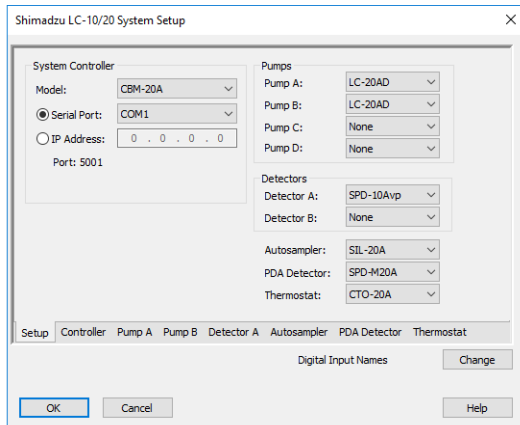 Shimadzu LC-10/20 System Setup
System Controller
Model: CBM-20A
Serial Port: COM1
IP Address: 0 . 0 . 0 . 0
Port: 5001
Pumps
Pump A: LC-20AD
Pump B: LC-20AD
Pump C: None
Pump D: None
Detectors
Detector A: SPD-10Avp
Detector B: None
Autosampler: SIL-20A
PDA Detector: SPD-M20A
Thermostat: CTO-20A
Setup Controller Pump A Pump B Detector A Autosampler PDA Detector Thermostat
Digital Input Names Change
OK Cancel Help